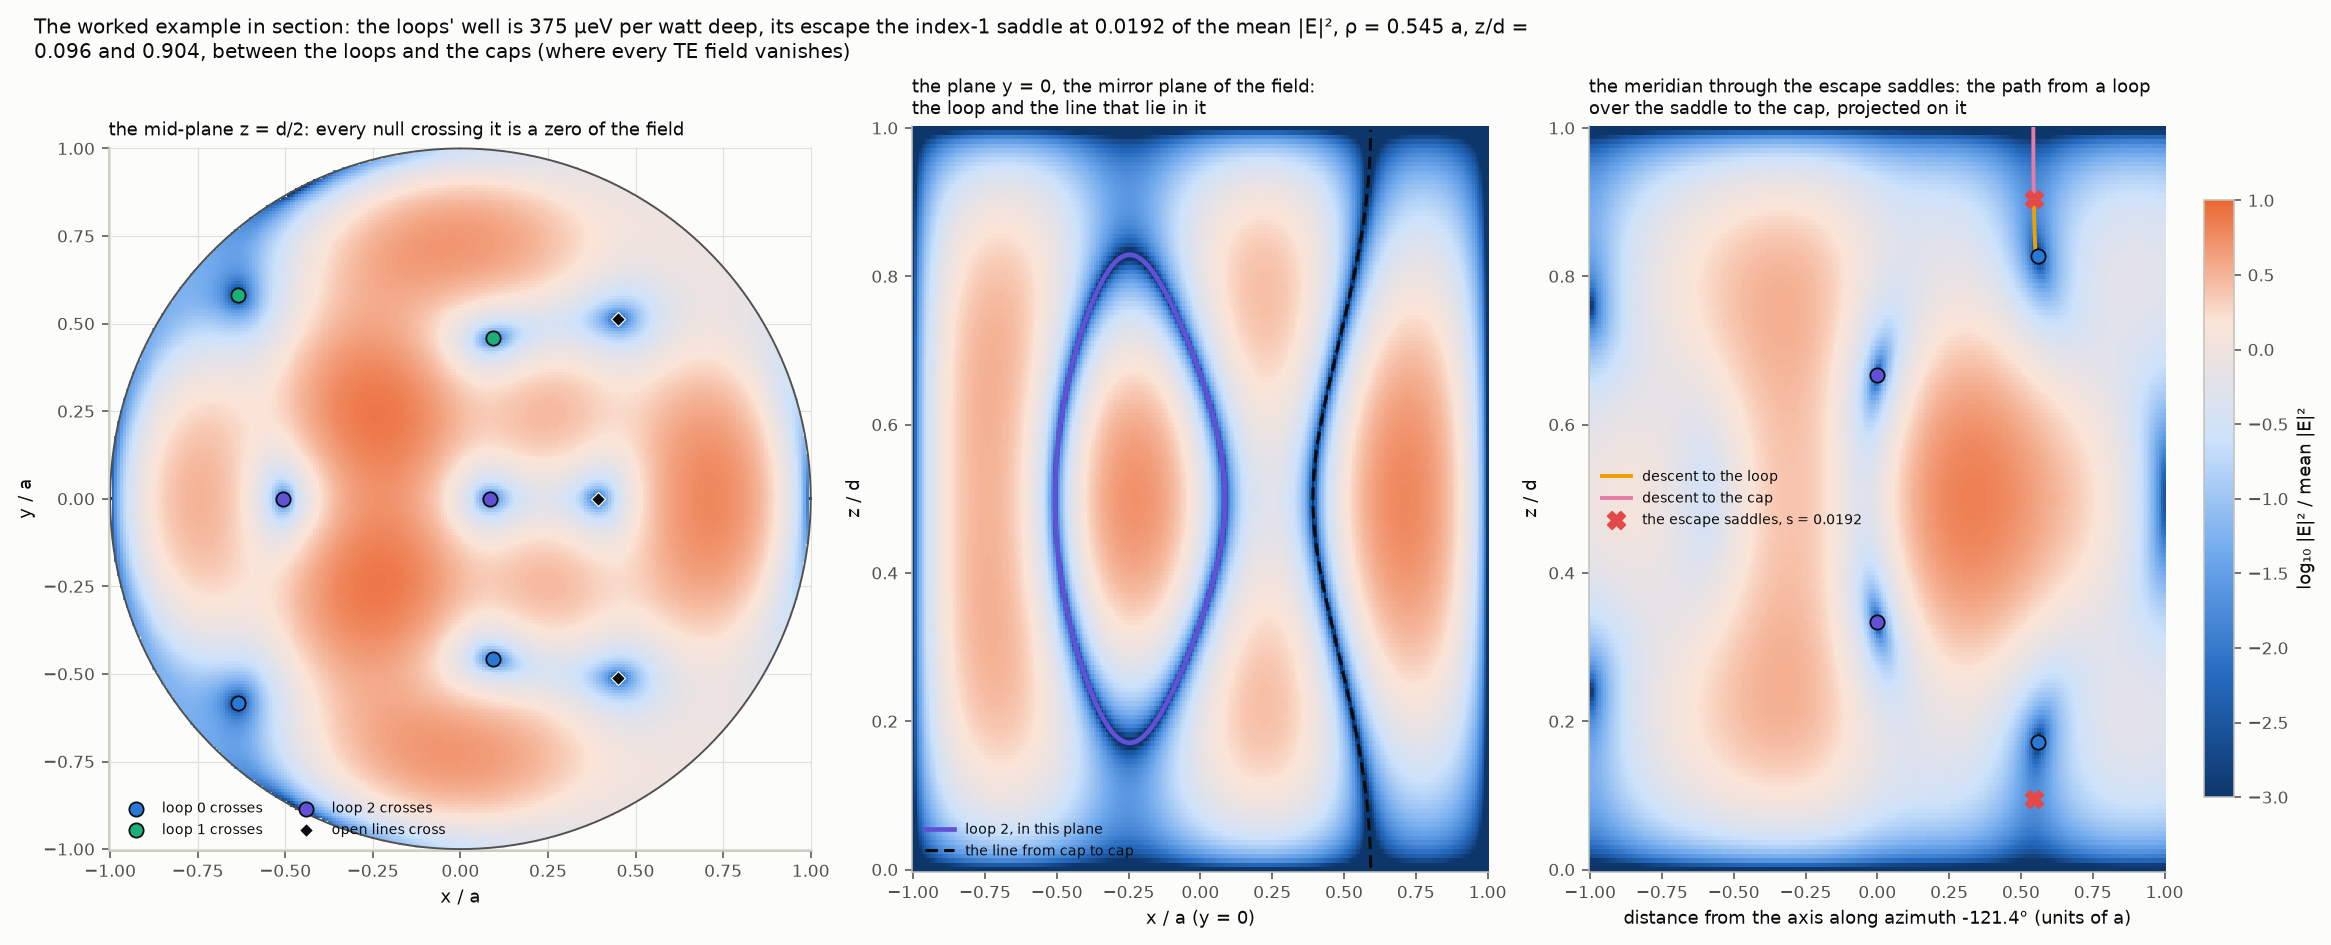 The worked example in section: the loops' well is 375 µeV per watt deep, its escape the index-1 saddle at 0.0192 of the mean |E|², ρ = 0.545 a, z/d =
0.096 and 0.904, between the loops and the caps (where every TE field vanishes)
the mid-plane z = d/2: every null crossing it is a zero of the field
1.00
0.75
0.50
0.25
0.00
−0.25
−0.50
−0.75
−1.00
y / a
loop 0 crosses
loop 1 crosses
loop 2 crosses
open lines cross
−1.00 −0.75 −0.50 −0.25 0.00 0.25 0.50 0.75 1.00
x / a
the plane y = 0, the mirror plane of the field:
the loop and the line that lie in it
1.0
0.8
0.6
0.4
0.2
0.0
z / d
loop 2, in this plane
the line from cap to cap
−1.00 −0.75 −0.50 −0.25 0.00 0.25 0.50 0.75 1.00
x / a (y = 0)
the meridian through the escape saddles: the path from a loop
over the saddle to the cap, projected on it
1.0
0.8
0.6
0.4
0.2
0.0
z / d
descent to the loop
descent to the cap
the escape saddles, s = 0.0192
−1.00 −0.75 −0.50 −0.25 0.00 0.25 0.50 0.75 1.00
distance from the axis along azimuth -121.4° (units of a)
1.0
0.5
0.0
−0.5
−1.0
−1.5
−2.0
−2.5
−3.0
log₁₀ |E|² / mean |E|²